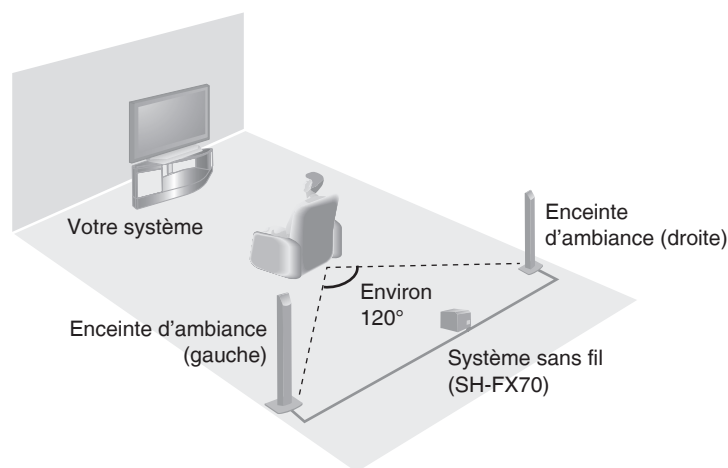 Votre système
Enceinte
d'ambiance (droite)
Environ
120°
Enceinte d'ambiance
(gauche)
Système sans fil
(SH-FX70)